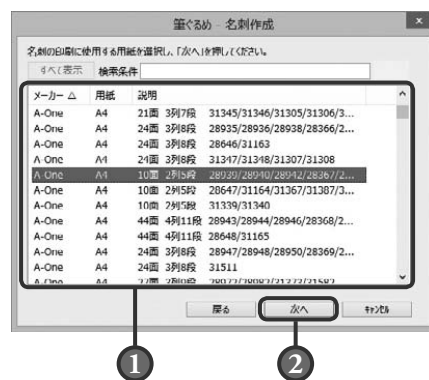 筆ぐるめ - 名刺作成
名刺の印刷に使用する用紙を選択し、「次へ」を押してください。
すべて表示 検索条件
メーカー △ 用紙 説明
A-One A4 21面 3列7段 31345/31346/31305/31306/3...
A-One A4 24面 3列8段 28935/28936/28938/28366/2...
A-One A4 24面 3列8段 28646/31163
A-One A4 24面 3列8段 31347/31348/31307/31308
A-One A4 10面 2列5段 28939/28940/28942/28367/2...
A-One A4 10面 2列5段 28647/31164/31367/31387/3...
A-One A4 10面 2列5段 31339/31340
A-One A4 44面 4列11段 28943/28944/28946/28368/2...
A-One A4 44面 4列11段 28648/31165
A-One A4 24面 3列8段 28947/28948/28950/28369/2...
A-One A4 24面 3列8段 31511
A-One A4
戻る 次へ キャンセル
1 2